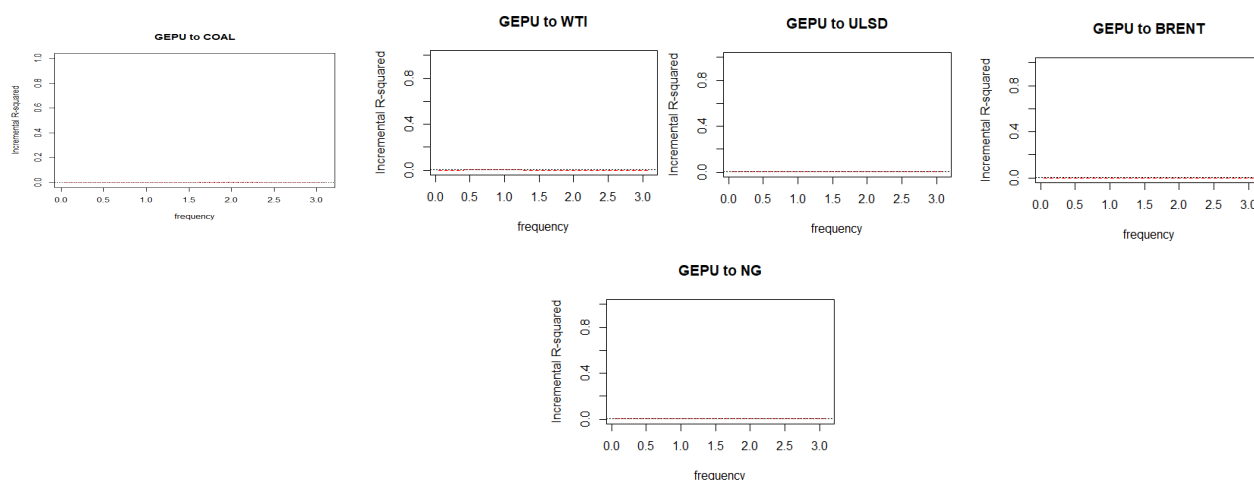 GEPU to COAL
Incremental R-squared
1.0
0.8
0.6
0.4
0.2
0.0
0.0 0.5 1.0 1.5 2.0 2.5 3.0
frequency
GEPU to WTI
Incremental R-squared
0.8
0.4
0.0
0.0 0.5 1.0 1.5 2.0 2.5 3.0
frequency
GEPU to ULSD
Incremental R-squared
0.8
0.4
0.0
0.0 0.5 1.0 1.5 2.0 2.5 3.0
frequency
GEPU to BRENT
Incremental R-squared
0.8
0.4
0.0
0.0 0.5 1.0 1.5 2.0 2.5 3.0
frequency
GEPU to NG
Incremental R-squared
0.8
0.4
0.0
0.0 0.5 1.0 1.5 2.0 2.5 3.0
frequency